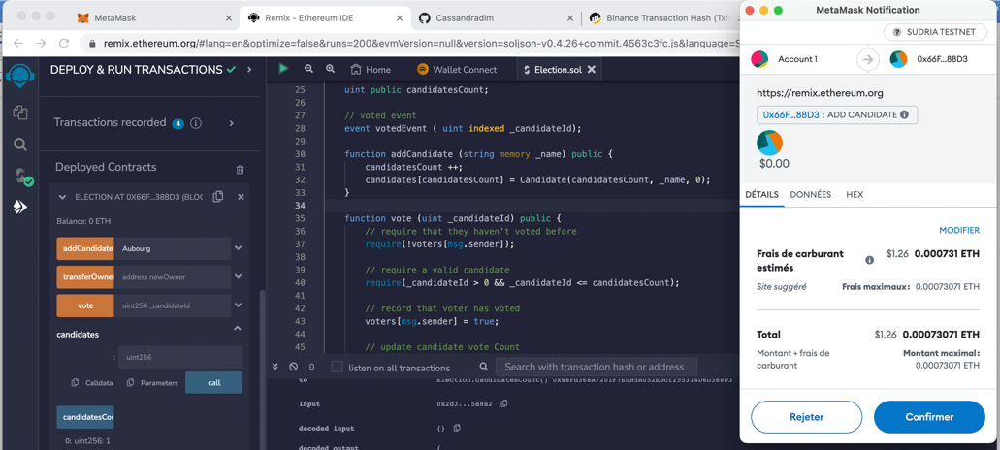 MetaMask
Remix - Ethereum IDE
Cassandradlm
Binance Transaction Hash (Txh
remix.ethereum.org/#lang=en&optimize=false&runs=200&evmVersion=null&version=soljson-v0.4.26+commit.4563c3fc.js&language=S
DEPLOY & RUN TRANSACTIONS
Transactions recorded 4
Deployed Contracts
ELECTION AT 0X66F...388D3 (BLOC
Balance: 0 ETH
addCandidate Aubourg
transferOwner address newOwner
vote uint256 _candidateId
candidates
: uint256
Calldata Parameters call
candidatesCou
0: uint256: 1
Home
Wallet Connect
Election.sol
25 uint public candidatesCount;
26
27 // voted event
28 event votedEvent ( uint indexed _candidateId);
29
30 function addCandidate (string memory _name) public {
31 candidatesCount ++;
32 candidates[candidatesCount] = Candidate(candidatesCount, _name, 0);
33 }
34
35 function vote (uint _candidateId) public {
36 // require that they haven't voted before
37 require(!voters[msg.sender]);
38
39 // require a valid candidate
40 require(_candidateId > 0 && _candidateId <= candidatesCount);
41
42 // record that voter has voted
43 voters[msg.sender] = true;
44
45 // update candidate vote Count
0 listen on all transactions Search with transaction hash or address
to
input 0x2d3...5a8a2
decoded input {}
decoded output {
MetaMask Notification
SUDRIA TESTNET
Account 1 0x66F...88D3
https://remix.ethereum.org
0x66F...88D3 : ADD CANDIDATE
$0.00
DÉTAILS DONNÉES HEX
MODIFIER
Frais de carburant estimés $1.26 0.000731 ETH
Site suggéré Frais maximaux: 0.00073071 ETH
Total $1.26 0.00073071 ETH
Montant + frais de carburant Montant maximal: 0.00073071 ETH
Rejeter
Confirmer